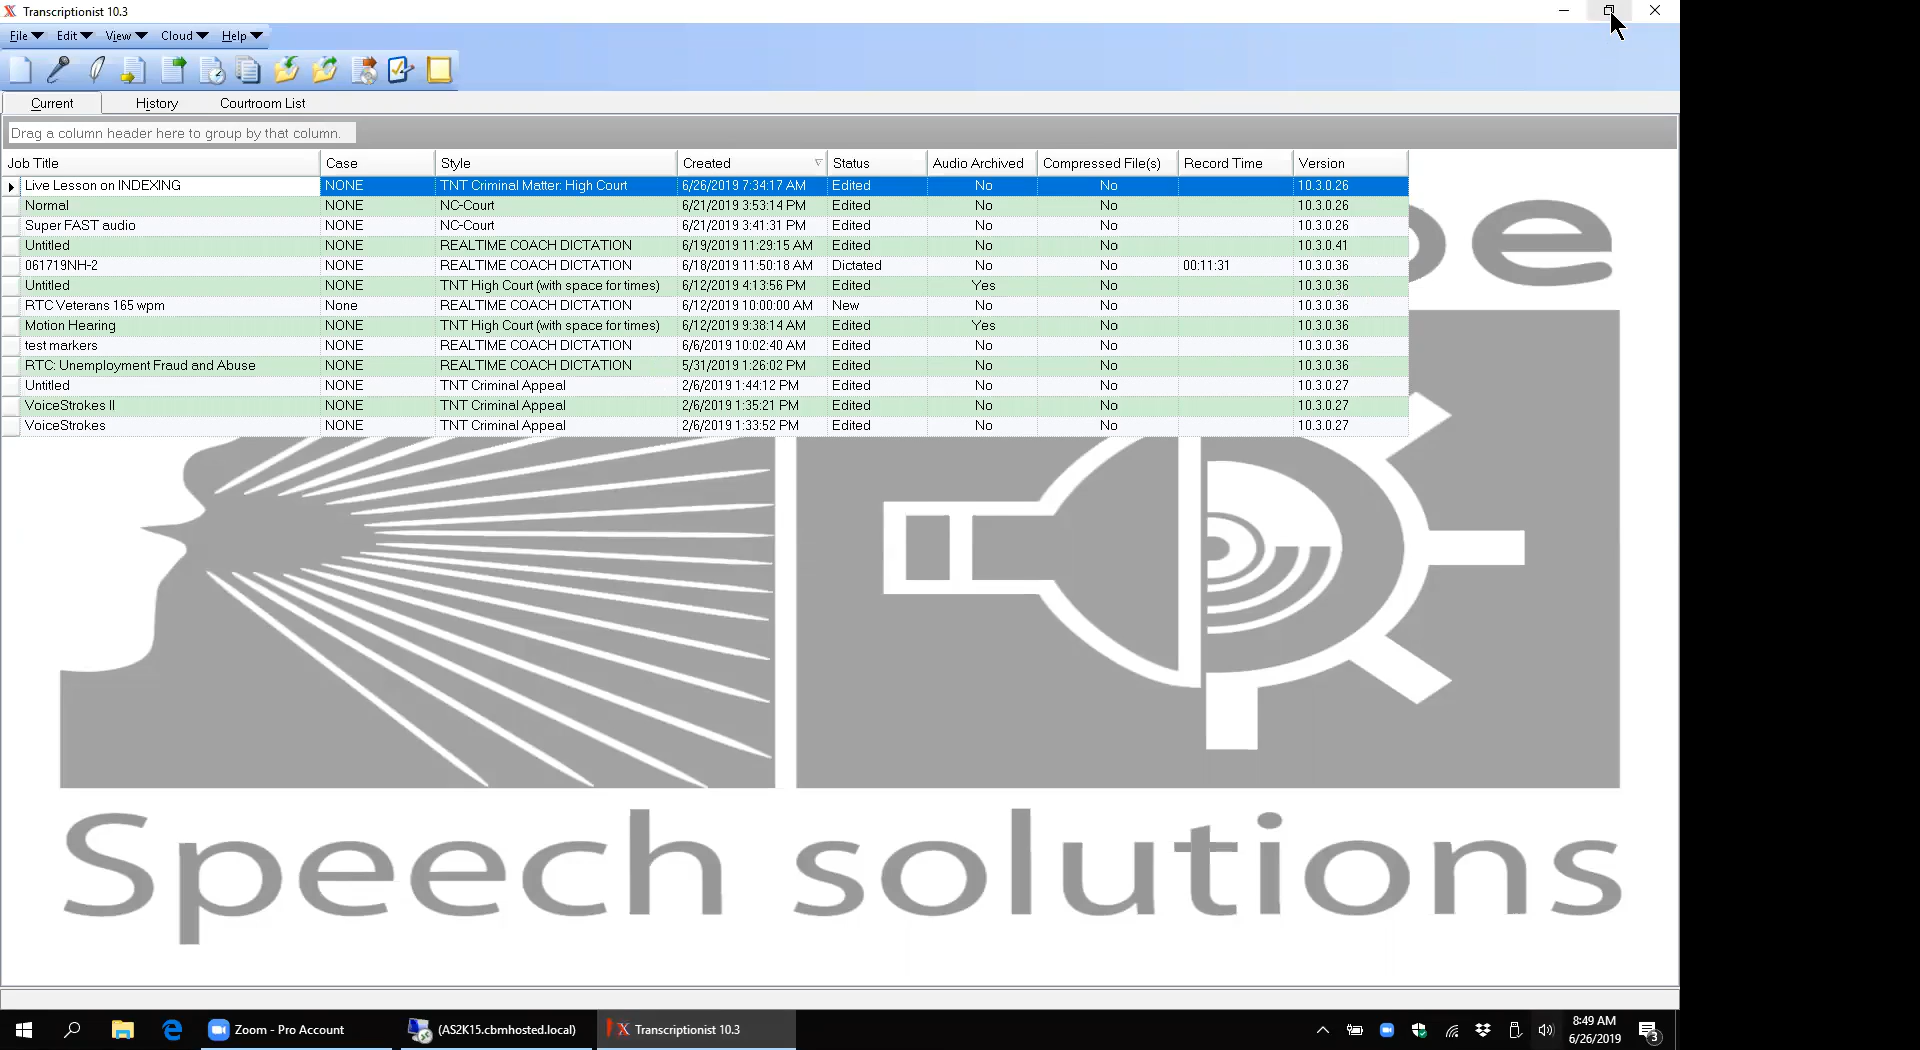 Transcriptionist 10.3
File Edit View Cloud Help
Current History Courtroom List
Drag a column header here to group by that column.
Job Title Case Style Created Status Audio Archived Compressed File(s) Record Time Version
Live Lesson on INDEXING NONE TNT Criminal Matter: High Court 6/26/2019 7:34:17 AM Edited No No 10.3.0.26
Normal NONE NC-Court 6/21/2019 3:53:14 PM Edited No No 10.3.0.26
Super FAST audio NONE NC-Court 6/21/2019 3:41:31 PM Edited No No 10.3.0.26
Untitled NONE REALTIME COACH DICTATION 6/19/2019 11:29:15 AM Edited No No 10.3.0.41
061719NH-2 NONE REALTIME COACH DICTATION 6/18/2019 11:50:18 AM Dictated No No 00:11:31 10.3.0.36
Untitled NONE TNT High Court (with space for times) 6/12/2019 4:13:56 PM Edited Yes No 10.3.0.36
RTC Veterans 165 wpm None REALTIME COACH DICTATION 6/12/2019 10:00:00 AM New No No 10.3.0.36
Motion Hearing NONE TNT High Court (with space for times) 6/12/2019 9:38:14 AM Edited Yes No 10.3.0.36
test markers NONE REALTIME COACH DICTATION 6/6/2019 10:02:40 AM Edited No No 10.3.0.36
RTC: Unemployment Fraud and Abuse NONE REALTIME COACH DICTATION 5/31/2019 1:26:02 PM Edited No No 10.3.0.36
Untitled NONE TNT Criminal Appeal 2/6/2019 1:44:12 PM Edited No No 10.3.0.27
VoiceStrokes II NONE TNT Criminal Appeal 2/6/2019 1:35:21 PM Edited No No 10.3.0.27
VoiceStrokes NONE TNT Criminal Appeal 2/6/2019 1:33:52 PM Edited No No 10.3.0.27
Speech solutions
Zoom - Pro Account (AS2K15.cbmhosted.local) Transcriptionist 10.3 8:49 AM
6/26/2019 3